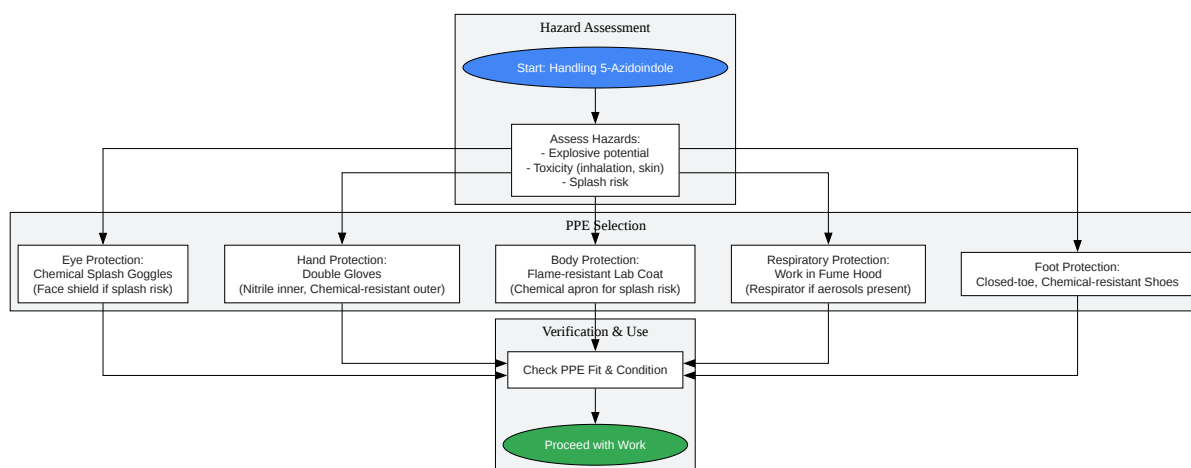 Hazard Assessment
Start: Handling 5-Azidoindole
Assess Hazards:
- Explosive potential
- Toxicity (inhalation, skin)
- Splash risk
PPE Selection
Eye Protection:
Chemical Splash Goggles
(Face shield if splash risk)
Hand Protection:
Double Gloves
(Nitrile inner, Chemical-resistant outer)
Body Protection:
Flame-resistant Lab Coat
(Chemical apron for splash risk)
Respiratory Protection:
Work in Fume Hood
(Respirator if aerosols present)
Foot Protection:
Closed-toe, Chemical-resistant Shoes
Verification & Use
Check PPE Fit & Condition
Proceed with Work